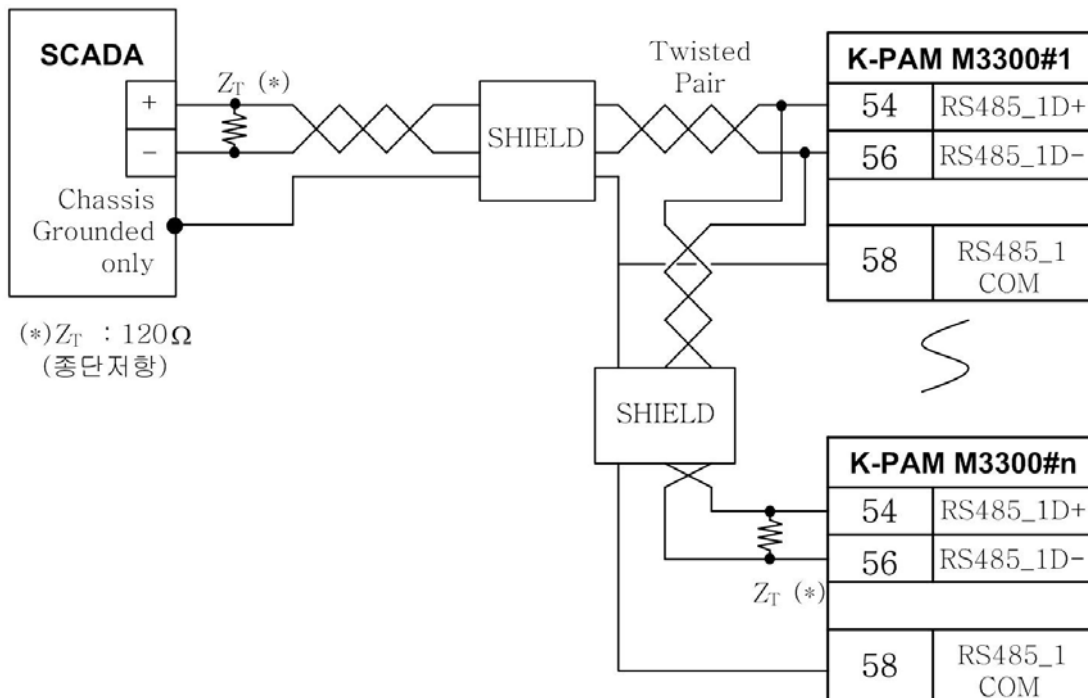 SCADA
+
−
Z_T (*)
Chassis
Grounded
only
(*)Z_T : 120Ω
(종단저항)
SHIELD
Twisted
Pair
K-PAM M3300#1
54 RS485_1D+
56 RS485_1D-
58 RS485_1
COM
SHIELD
K-PAM M3300#n
54 RS485_1D+
56 RS485_1D-
Z_T (*)
58 RS485_1
COM